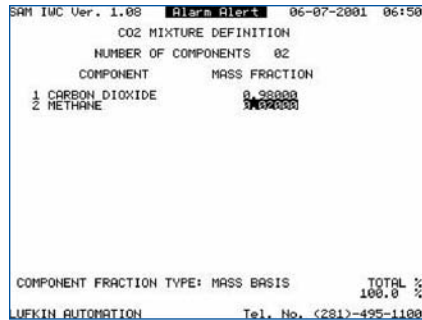 SAM IWC Ver. 1.08 Alarm Alert 06-07-2001 06:50
CO2 MIXTURE DEFINITION
NUMBER OF COMPONENTS 02
COMPONENT MASS FRACTION
1 CARBON DIOXIDE 0.98000
2 METHANE 0.02000
COMPONENT FRACTION TYPE: MASS BASIS TOTAL %
100.0 %
LUFKIN AUTOMATION Tel. No. (281)-495-1100